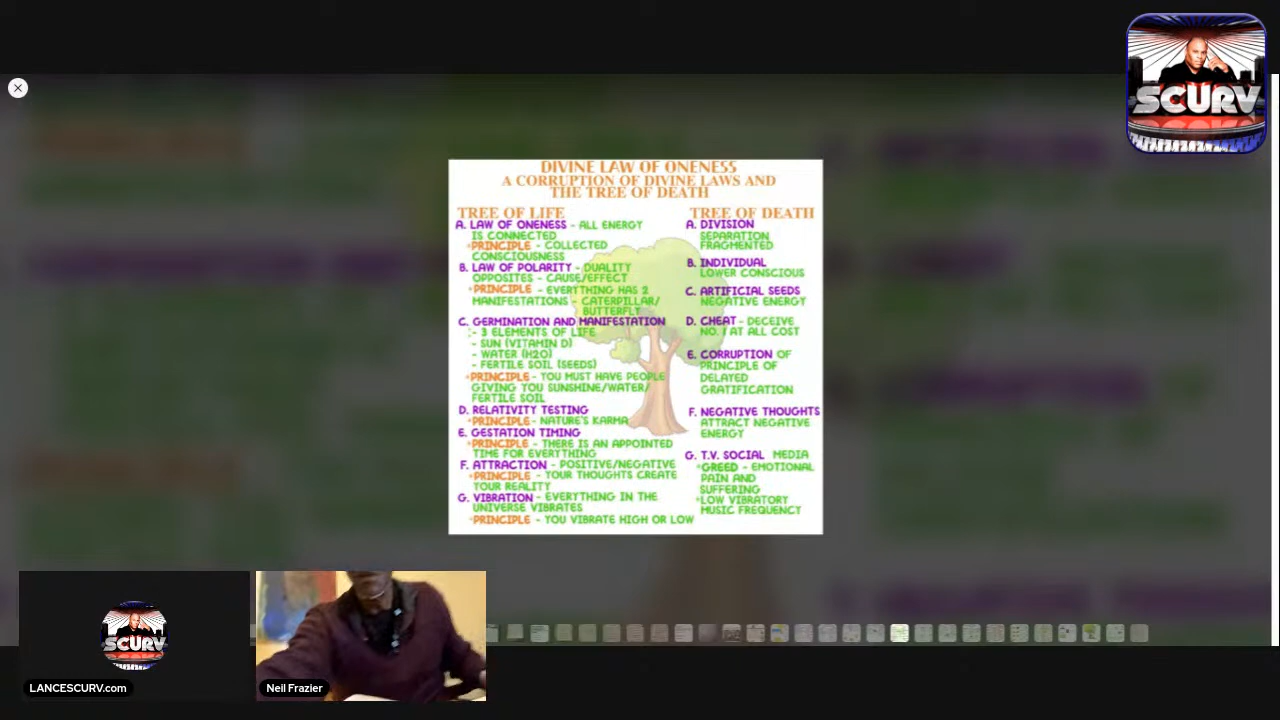 SCURV
DIVINE LAW OF ONENESS
A CORRUPTION OF DIVINE LAWS AND
THE TREE OF DEATH
TREE OF LIFE
A. LAW OF ONENESS - ALL ENERGY
IS CONNECTED
*PRINCIPLE - COLLECTED
CONSCIOUSNESS
B. LAW OF POLARITY - DUALITY
OPPOSITES - CAUSE/EFFECT
*PRINCIPLE - EVERYTHING HAS 2
MANIFESTATIONS - CATERPILLAR/
BUTTERFLY
C. GERMINATION AND MANIFESTATION
- 3 ELEMENTS OF LIFE
- SUN (VITAMIN D)
- WATER (H2O)
- FERTILE SOIL (SEEDS)
*PRINCIPLE - YOU MUST HAVE PEOPLE
GIVING YOU SUNSHINE/WATER/
FERTILE SOIL
D. RELATIVITY TESTING
*PRINCIPLE - NATURE'S KARMA
E. GESTATION TIMING
*PRINCIPLE - THERE IS AN APPOINTED
TIME FOR EVERYTHING
F. ATTRACTION - POSITIVE/NEGATIVE
*PRINCIPLE - YOUR THOUGHTS CREATE
YOUR REALITY
G. VIBRATION - EVERYTHING IN THE
UNIVERSE VIBRATES
*PRINCIPLE - YOU VIBRATE HIGH OR LOW
TREE OF DEATH
A. DIVISION
SEPARATION
FRAGMENTED
B. INDIVIDUAL
LOWER CONSCIOUS
C. ARTIFICIAL SEEDS
NEGATIVE ENERGY
D. CHEAT - DECEIVE
NO. 1 AT ALL COST
E. CORRUPTION OF
PRINCIPLE OF
DELAYED
GRATIFICATION
F. NEGATIVE THOUGHTS
ATTRACT NEGATIVE
ENERGY
G. T.V. SOCIAL MEDIA
*GREED - EMOTIONAL
PAIN AND
SUFFERING
*LOW VIBRATORY
MUSIC FREQUENCY
SCURV
LANCESCURV.com
Neil Frazier